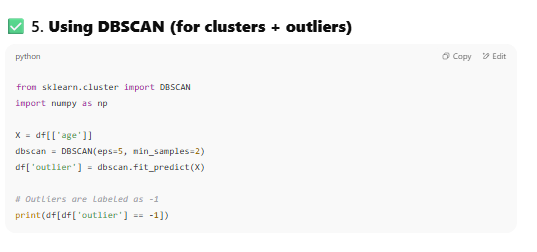 ✅ 5. Using DBSCAN (for clusters + outliers)
python
Copy Edit
from sklearn.cluster import DBSCAN
import numpy as np
X = df[['age']]
dbscan = DBSCAN(eps=5, min_samples=2)
df['outlier'] = dbscan.fit_predict(X)
# Outliers are labeled as -1
print(df[df['outlier'] == -1])